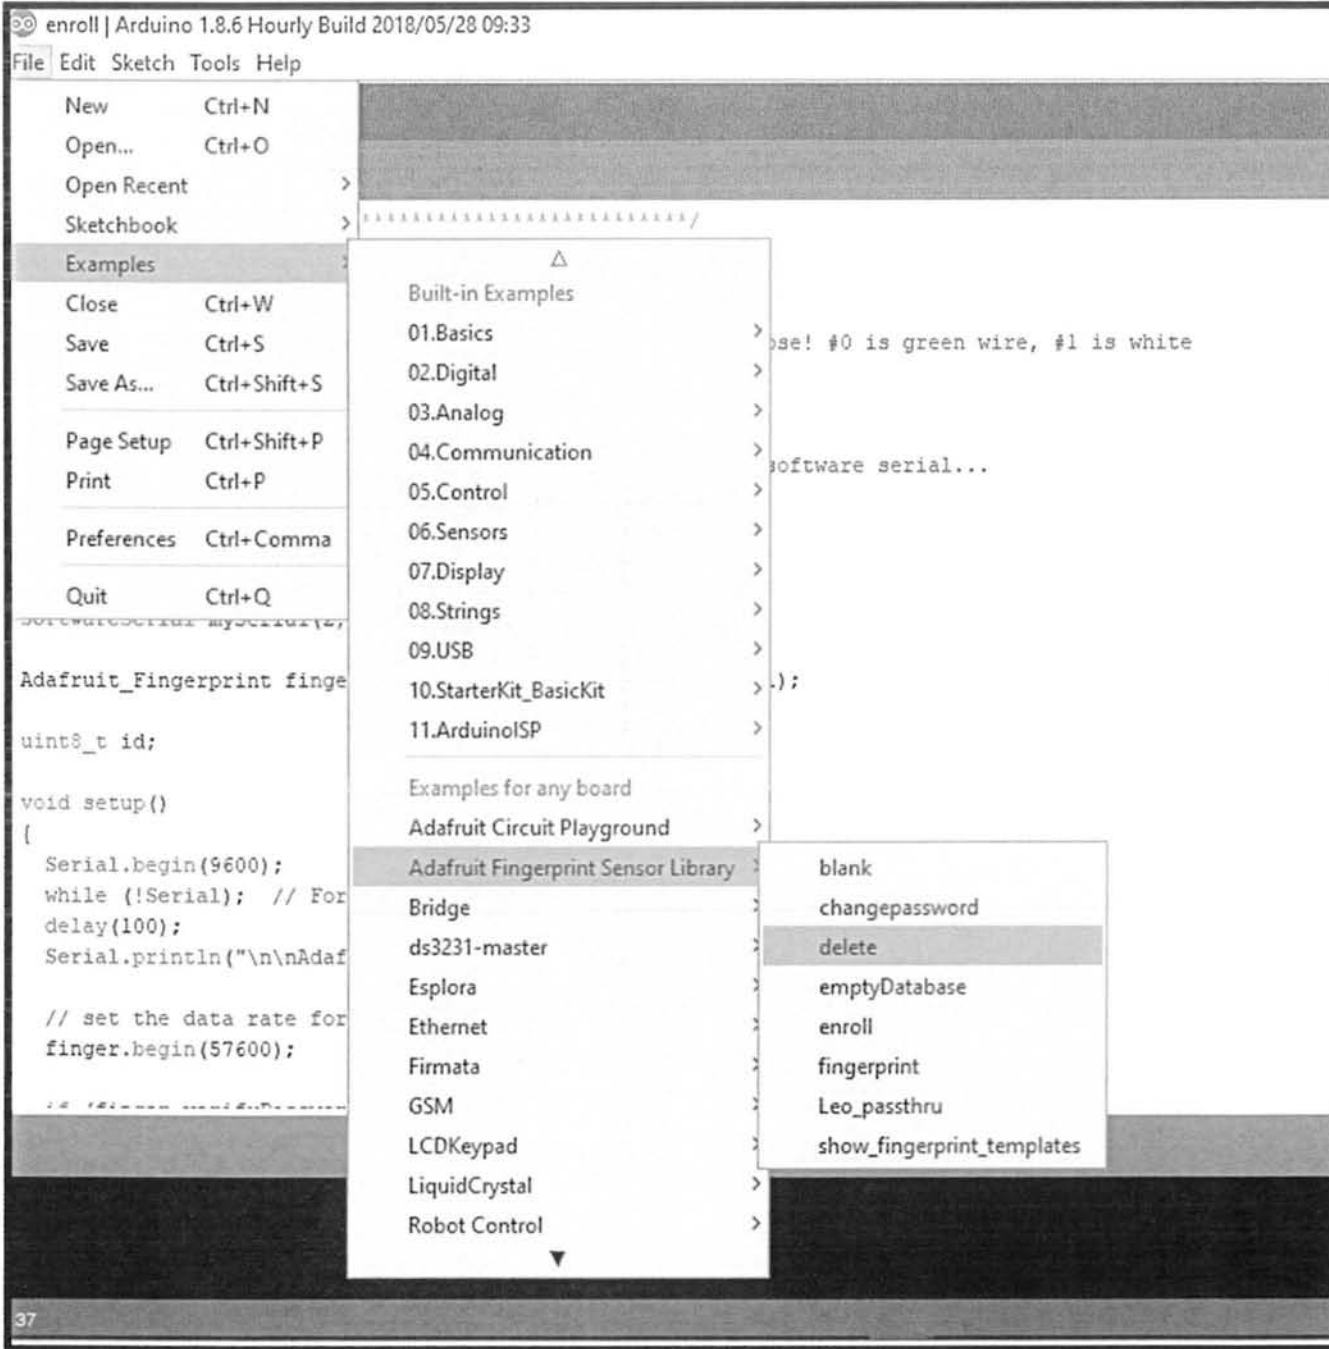 enroll | Arduino 1.8.6 Hourly Build 2018/05/28 09:33
File Edit Sketch Tools Help
New Ctrl+N
Open... Ctrl+O
Open Recent
Sketchbook
Examples
Close Ctrl+W
Save Ctrl+S
Save As... Ctrl+Shift+S
Page Setup Ctrl+Shift+P
Print Ctrl+P
Preferences Ctrl+Comma
Quit Ctrl+Q
Built-in Examples
01.Basics
02.Digital
03.Analog
04.Communication
05.Control
06.Sensors
07.Display
08.Strings
09.USB
10.StarterKit_BasicKit
11.ArduinoISP
Examples for any board
Adafruit Circuit Playground
Adafruit Fingerprint Sensor Library
Bridge
ds3231-master
Esplora
Ethernet
Firmata
GSM
LCDKeypad
LiquidCrystal
Robot Control
blank
changepassword
delete
emptyDatabase
enroll
fingerprint
Leo_passthru
show_fingerprint_templates
ose! #0 is green wire, #1 is white
software serial...
Adafruit_Fingerprint finge
);
uint8_t id;
void setup()
{
Serial.begin(9600);
while (!Serial); // For
delay(100);
Serial.println("\n\nAdaf
// set the data rate for
finger.begin(57600);
37